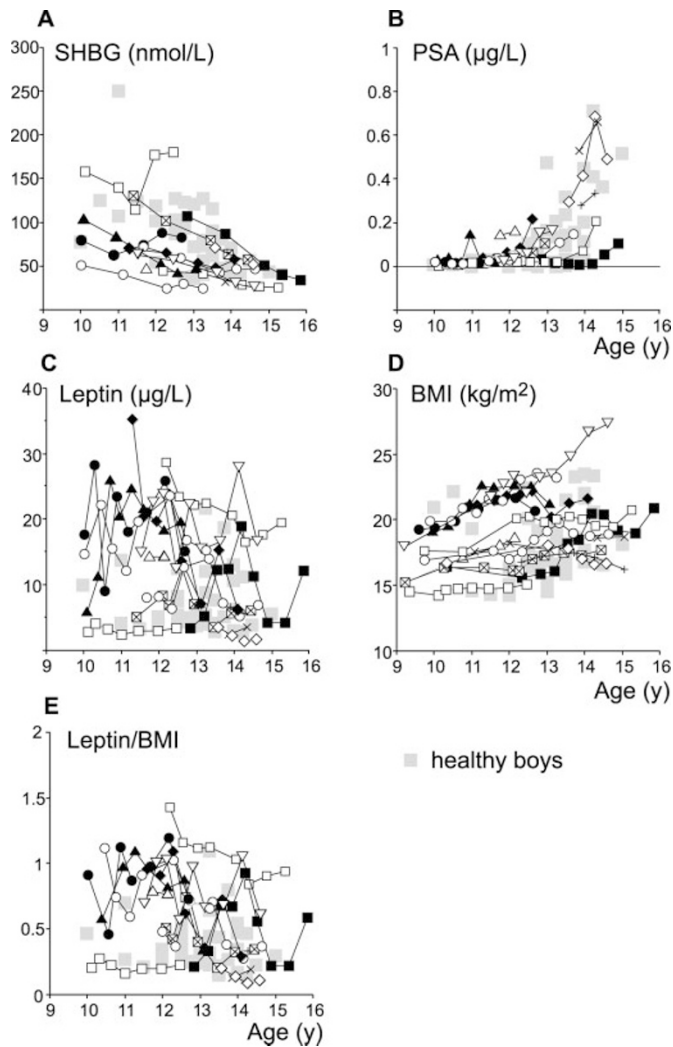 A B
SHBG (nmol/L) PSA (µg/L)
300 1
250 0.8
200 0.6
150 0.4
100 0.2
50 0
9 10 11 12 13 14 15 16 9 10 11 12 13 14 15 16
Age (y)
C D
Leptin (µg/L) BMI (kg/m2)
40 30
30 25
20 20
10 15
10
9 10 11 12 13 14 15 16 9 10 11 12 13 14 15 16
Age (y) Age (y)
E
Leptin/BMI
2
1.5
1
0.5
0
9 10 11 12 13 14 15 16
Age (y)
healthy boys